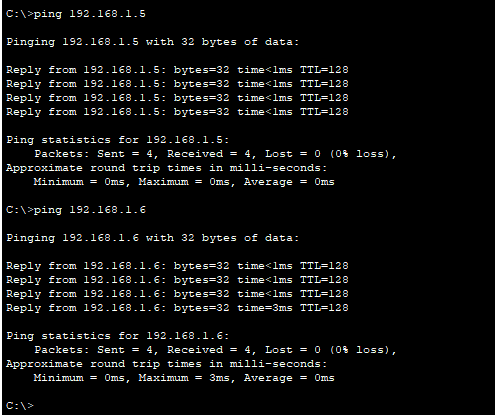 C:\>ping 192.168.1.5
Pinging 192.168.1.5 with 32 bytes of data:
Reply from 192.168.1.5: bytes=32 time<1ms TTL=128
Reply from 192.168.1.5: bytes=32 time<1ms TTL=128
Reply from 192.168.1.5: bytes=32 time<1ms TTL=128
Reply from 192.168.1.5: bytes=32 time<1ms TTL=128
Ping statistics for 192.168.1.5:
    Packets: Sent = 4, Received = 4, Lost = 0 (0% loss),
Approximate round trip times in milli-seconds:
    Minimum = 0ms, Maximum = 0ms, Average = 0ms
C:\>ping 192.168.1.6
Pinging 192.168.1.6 with 32 bytes of data:
Reply from 192.168.1.6: bytes=32 time<1ms TTL=128
Reply from 192.168.1.6: bytes=32 time<1ms TTL=128
Reply from 192.168.1.6: bytes=32 time<1ms TTL=128
Reply from 192.168.1.6: bytes=32 time=3ms TTL=128
Ping statistics for 192.168.1.6:
    Packets: Sent = 4, Received = 4, Lost = 0 (0% loss),
Approximate round trip times in milli-seconds:
    Minimum = 0ms, Maximum = 3ms, Average = 0ms
C:\>